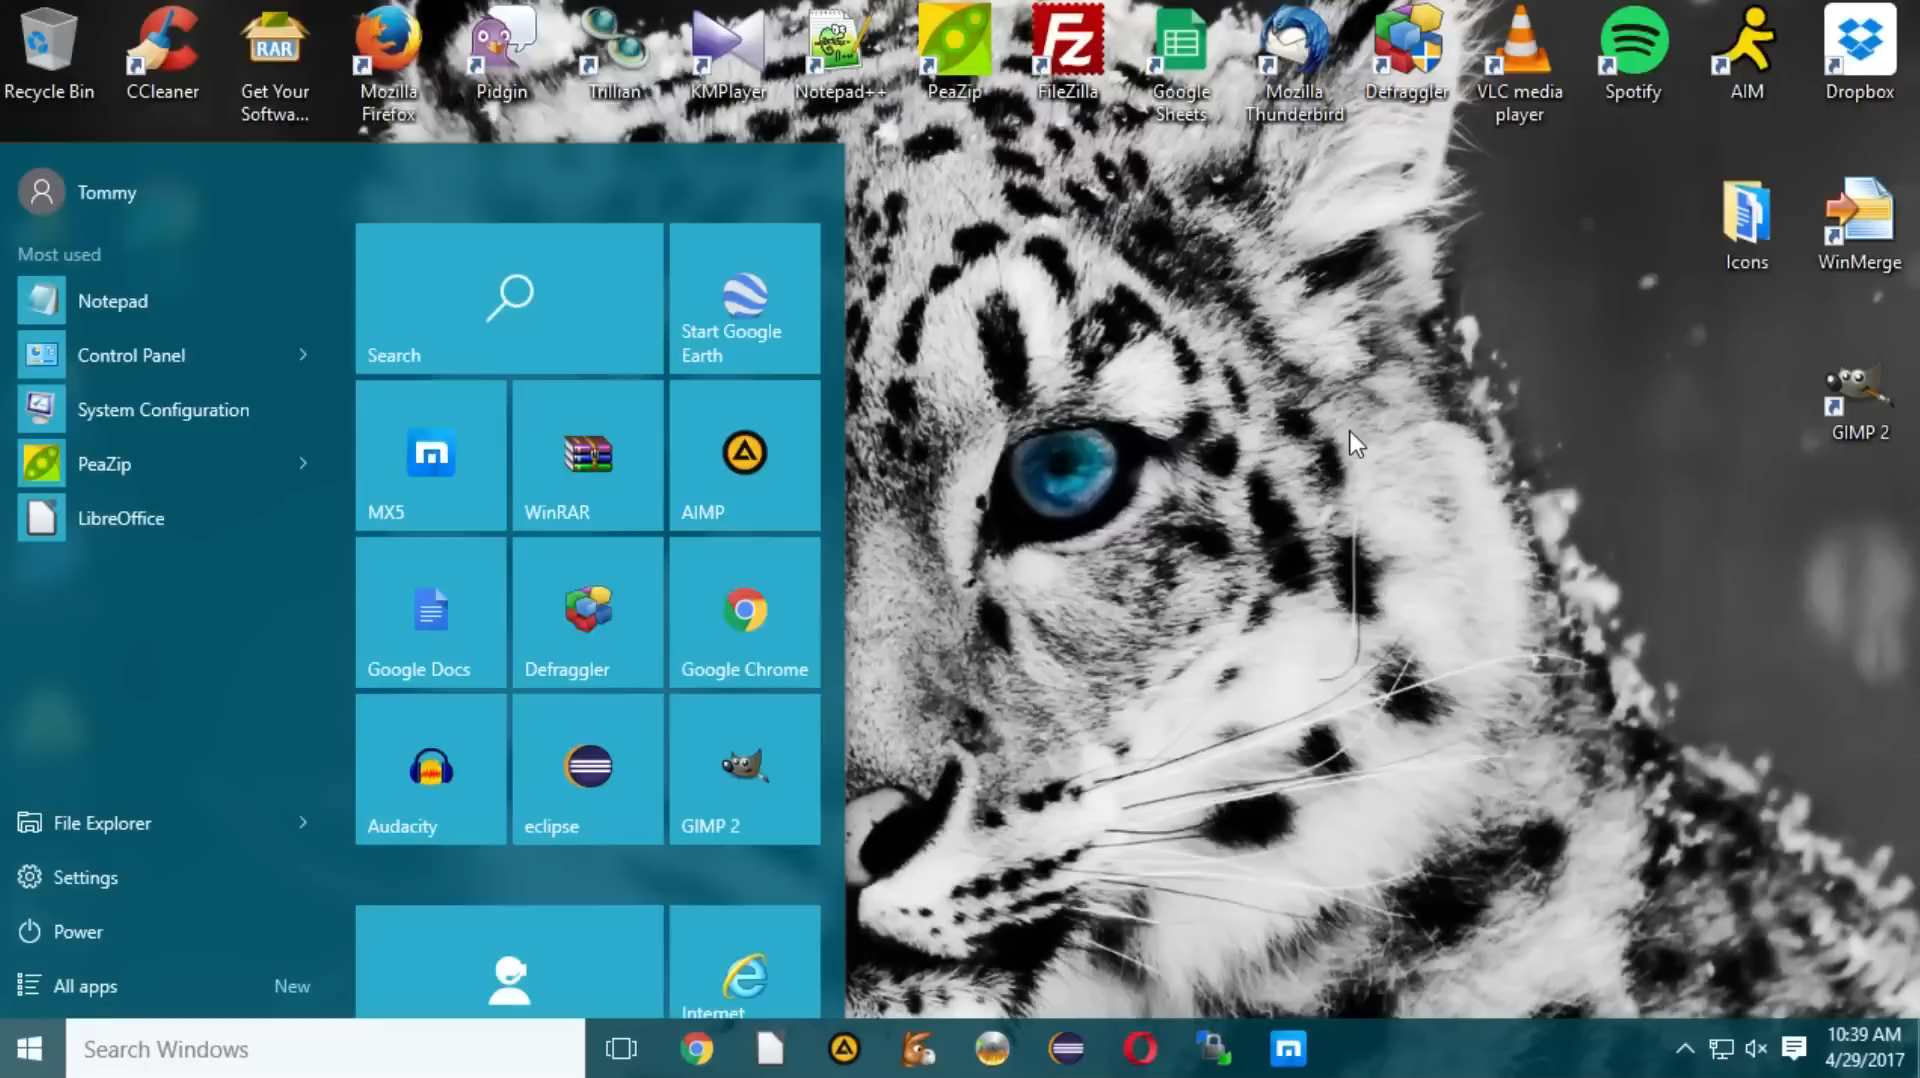 Recycle Bin
CCleaner
Get Your
Softwa...
RAR
Mozilla
Firefox
Pidgin
Trillian
KMPlayer
Notepad++
PeaZip
FileZilla
Fz
Google
Sheets
Mozilla
Thunderbird
Defraggler
VLC media
player
Spotify
AIM
Dropbox
Icons
WinMerge
GIMP 2
Tommy
Most used
Notepad
Control Panel
System Configuration
PeaZip
LibreOffice
Search
Start Google
Earth
MX5
WinRAR
AIMP
Google Docs
Defraggler
Google Chrome
Audacity
eclipse
GIMP 2
Internet
File Explorer
Settings
Power
All apps
New
Search Windows
10:39 AM
4/29/2017